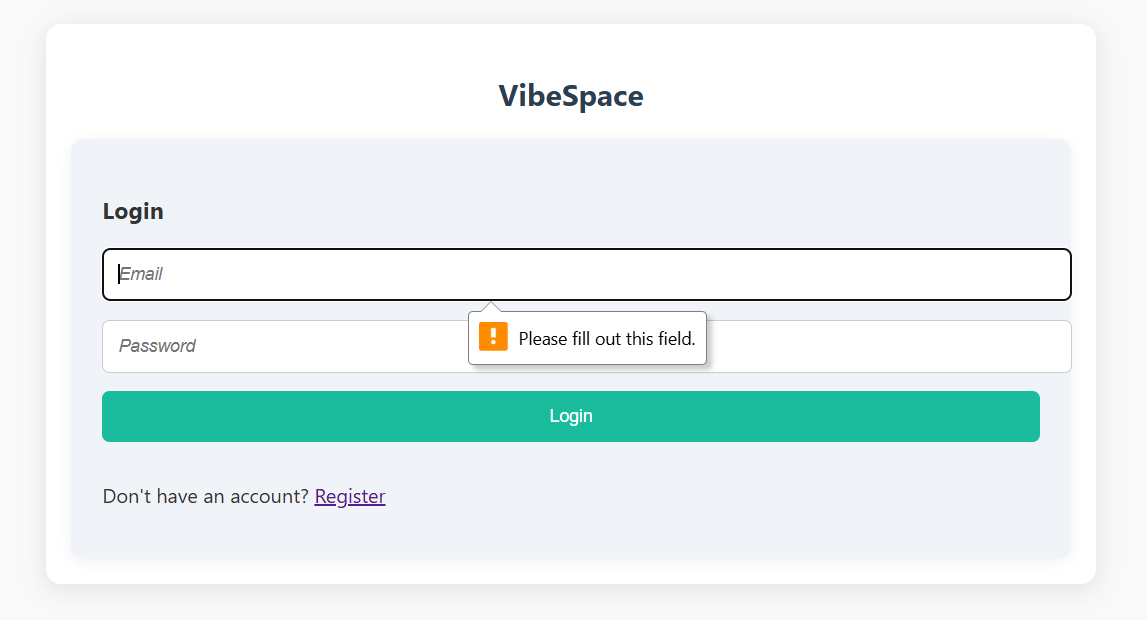 VibeSpace
Login
Email
Please fill out this field.
Password
Login
Don't have an account? Register